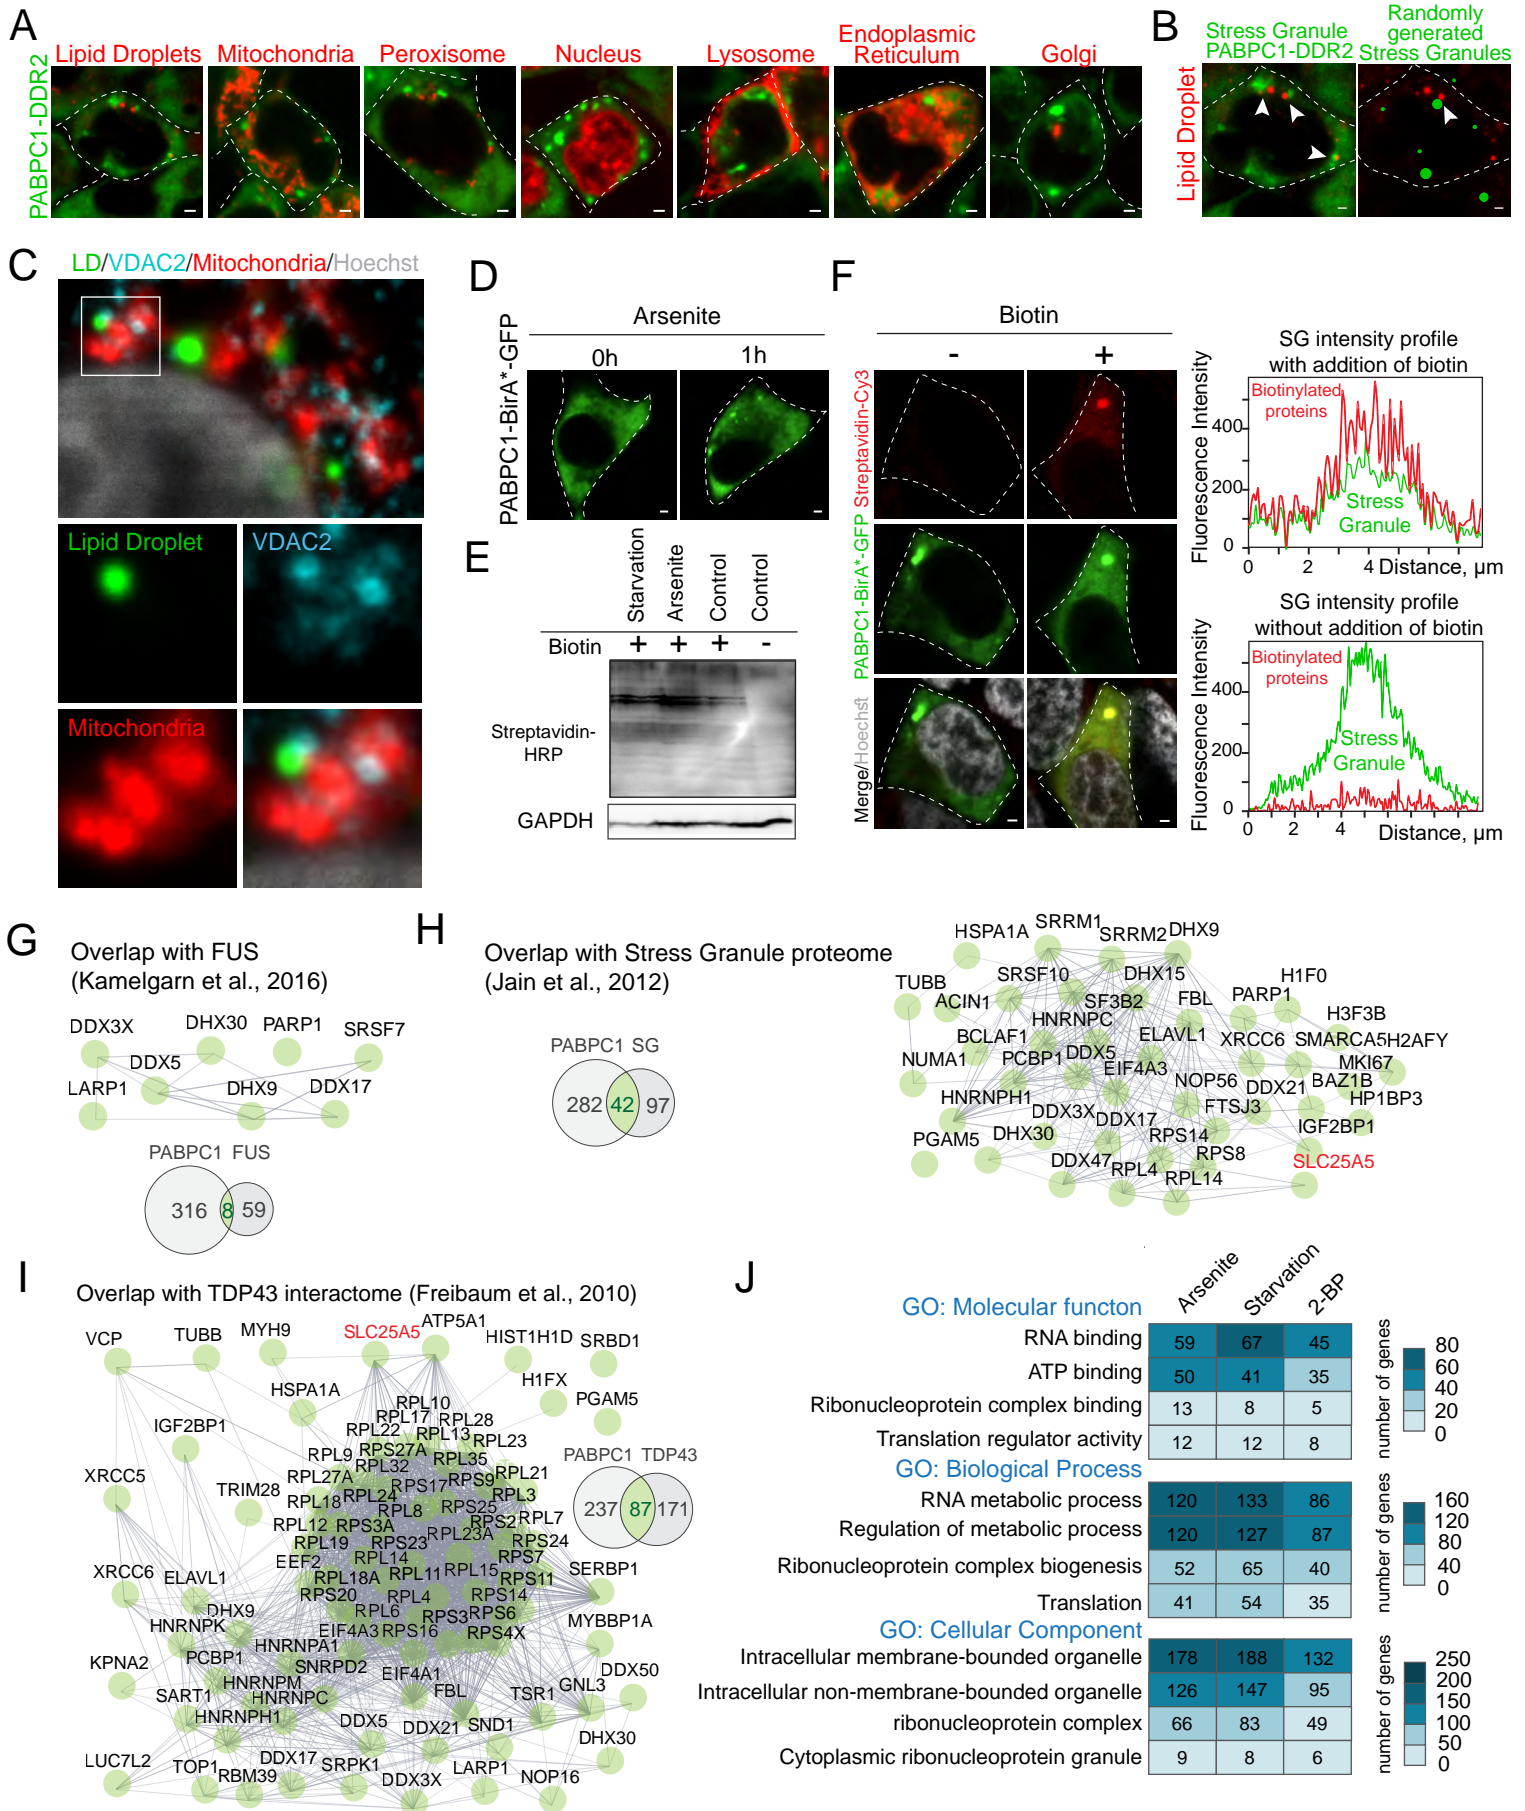 A
PABPC1-DDR2
Lipid Droplets
Mitochondria
Peroxisome
Nucleus
Lysosome
Endoplasmic
Reticulum
Golgi
B
Lipid Droplet
Stress Granule
PABPC1-DDR2
Randomly
generated
Stress Granules
C
LD/VDAC2/Mitochondria/Hoechst
Lipid Droplet
VDAC2
Mitochondria
D
PABPC1-BirA*-GFP
Arsenite
0h
1h
E
Starvation
Arsenite
Control
Control
Biotin + + + -
Streptavidin-
HRP
GAPDH
F
Biotin
- +
Streptavidin-Cy3
PABPC1-BirA*-GFP
Merge/Hoechst
SG intensity profile
with addition of biotin
Fluorescence Intensity
Biotinylated
proteins
Stress
Granule
400
200
0
0 2 4 Distance, μm
SG intensity profile
without addition of biotin
Fluorescence Intensity
Biotinylated
proteins
Stress
Granule
400
200
0
0 2 4 Distance, μm
G
Overlap with FUS
(Kamelgarn et al., 2016)
DDX3X
DHX30
PARP1
SRSF7
DDX5
LARP1
DHX9
DDX17
PABPC1 FUS
316 8 59
H
Overlap with Stress Granule proteome
(Jain et al., 2012)
PABPC1 SG
282 42 97
HSPA1A
SRRM1
SRRM2
DHX9
TUBB
SRSF10
DHX15
H1F0
ACIN1
SF3B2
FBL
PARP1
HNRNPC
H3F3B
BCLAF1
ELAVL1
XRCC6
SMARCA5
H2AFY
NUMA1
PCBP1
DDX5
EIF4A3
MKI67
NOP56
DDX21
BAZ1B
HNRNPH1
FTSJ3
HP1BP3
DDX3X
DDX17
IGF2BP1
PGAM5
DHX30
RPS14
RPS8
DDX47
RPL4
RPL14
SLC25A5
I
Overlap with TDP43 interactome (Freibaum et al., 2010)
VCP
TUBB
MYH9
SLC25A5
ATP5A1
HIST1H1D
SRBD1
HSPA1A
H1FX
PGAM5
IGF2BP1
RPL10
RPL17
RPL28
RPL22
RPL13
RPL23
RPL9
RPS27A
RPL35
RPL32
XRCC5
RPL27A
RPS17
RPS9
RPL21
TRIM28
RPL18
RPL24
RPL3
RPL8
RPS25
RPL12
RPS3A
RPS2
RPL7
RPL19
RPS23
RPL23A
RPS24
EEF2
RPL14
RPS7
XRCC6
ELAVL1
RPL18A
RPL11
RPL15
RPS11
SERBP1
RPS20
RPL4
RPS14
DHX9
RPL6
RPS3
RPS6
MYBBP1A
HNRNPK
EIF4A3
RPS16
RPS4X
HNRNPA1
KPNA2
PCBP1
SNRPD2
EIF4A1
DDX50
HNRNPM
SART1
HNRNPC
FBL
TSR1
GNL3
HNRNPH1
DDX5
DDX21
SND1
DHX30
LUC7L2
TOP1
DDX17
SRPK1
LARP1
RBM39
DDX3X
NOP16
PABPC1 TDP43
237 87 171
J
Arsenite
Starvation
2-BP
GO: Molecular functon
RNA binding 59 67 45
ATP binding 50 41 35
Ribonucleoprotein complex binding 13 8 5
Translation regulator activity 12 12 8
number of genes
80
60
40
20
0
GO: Biological Process
RNA metabolic process 120 133 86
Regulation of metabolic process 120 127 87
Ribonucleoprotein complex biogenesis 52 65 40
Translation 41 54 35
number of genes
160
120
80
40
0
GO: Cellular Component
Intracellular membrane-bounded organelle 178 188 132
Intracellular non-membrane-bounded organelle 126 147 95
ribonucleoprotein complex 66 83 49
Cytoplasmic ribonucleoprotein granule 9 8 6
number of genes
250
200
150
100
50
0